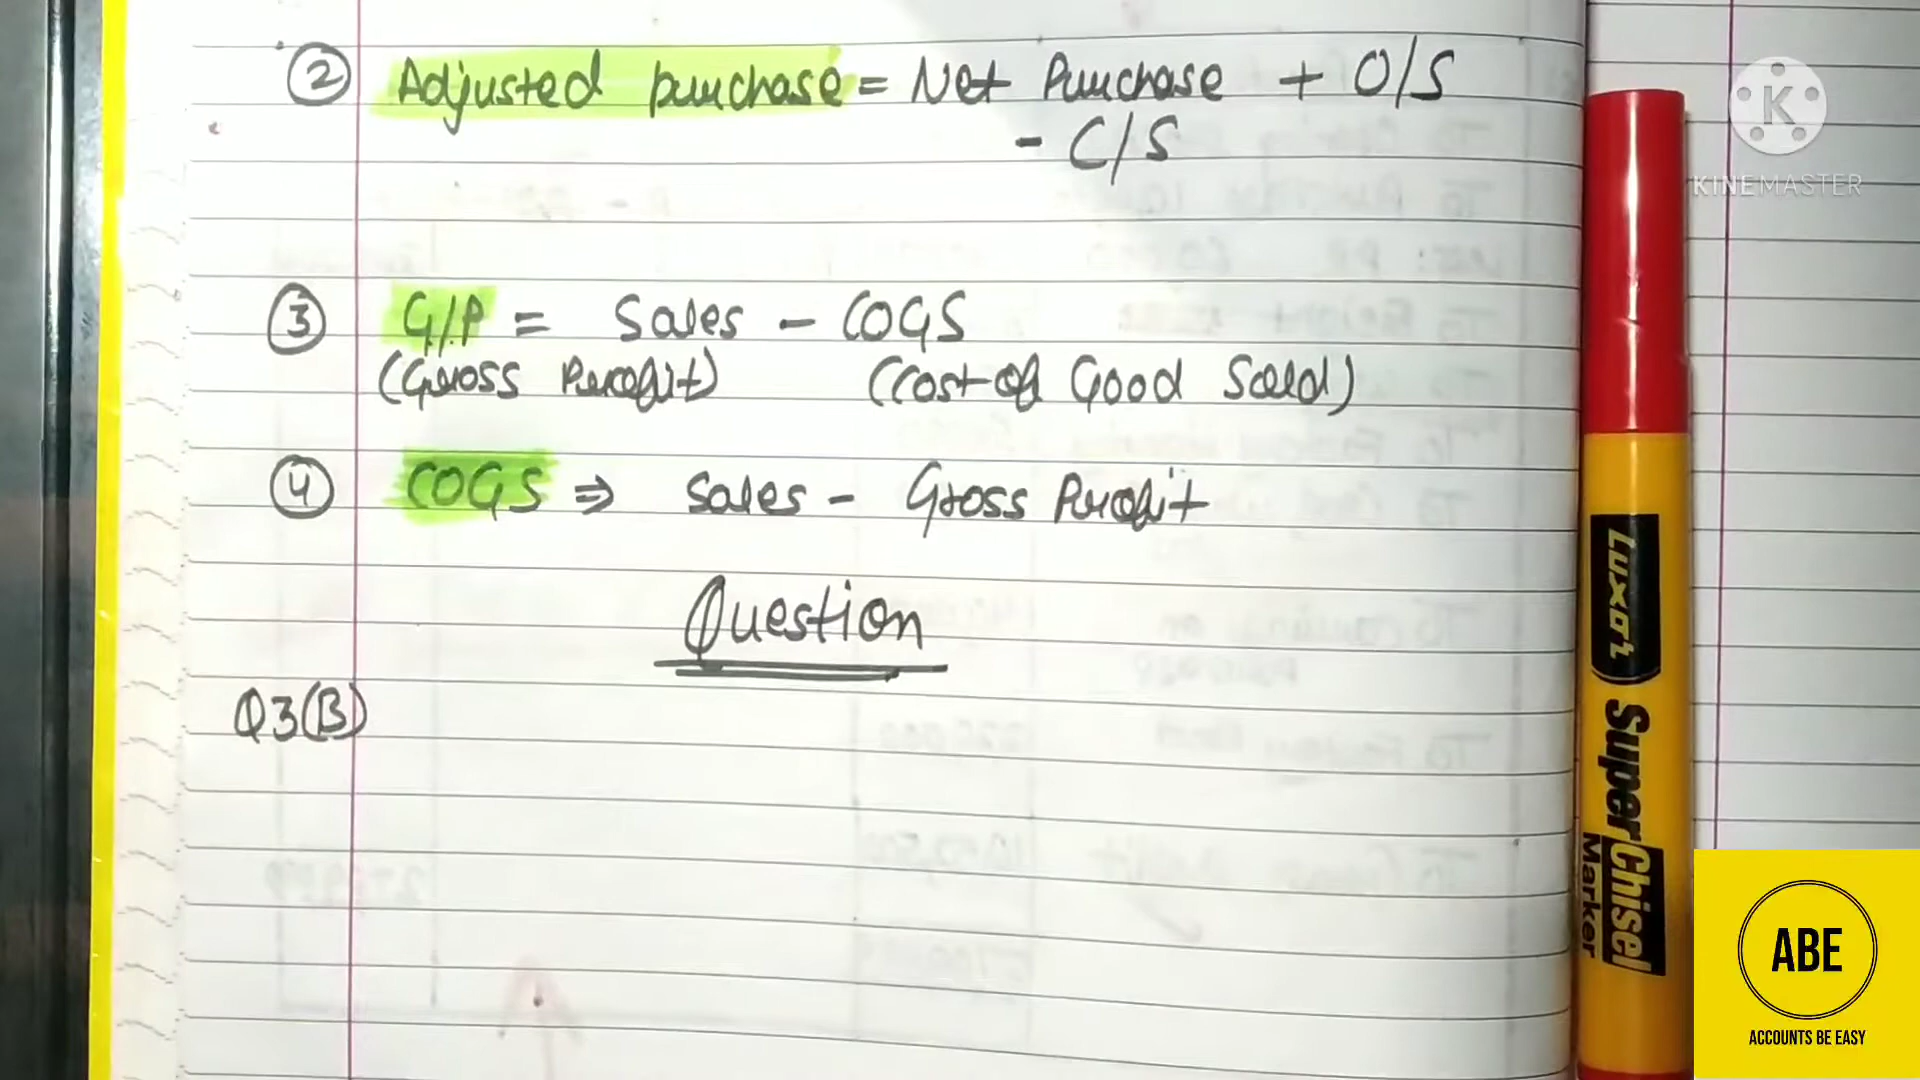 ② Adjusted purchase = Net Purchase + O/S
- C/S
③ G/P = Sales - COGS
(Gross Profit) (Cost of Good Sold)
④ COGS ⇒ Sales - Gross Profit
Question
Q3(B)
K
KINEMASTER
Luxor
SuperChisel
Marker
ABE
ACCOUNTS BE EASY